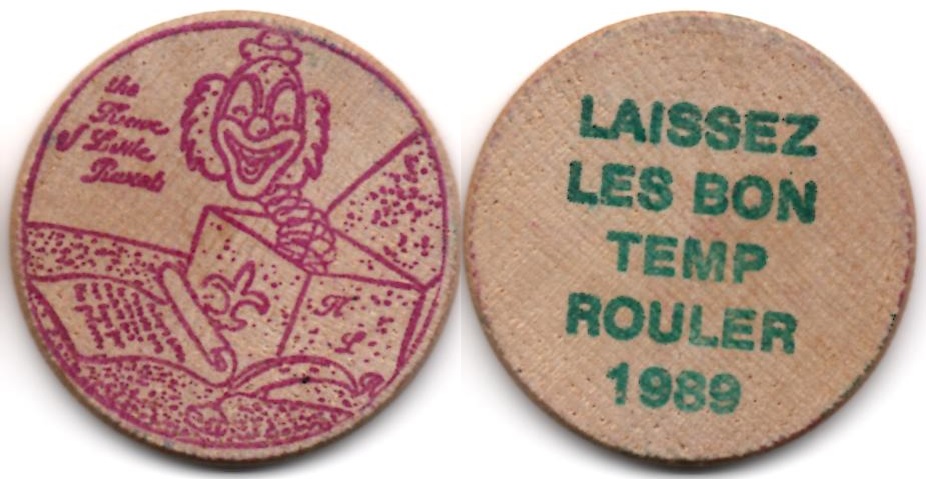 the
Krewe
of Little
Rascals
H
L
R
LAISSEZ
LES BON
TEMP
ROULER
1989